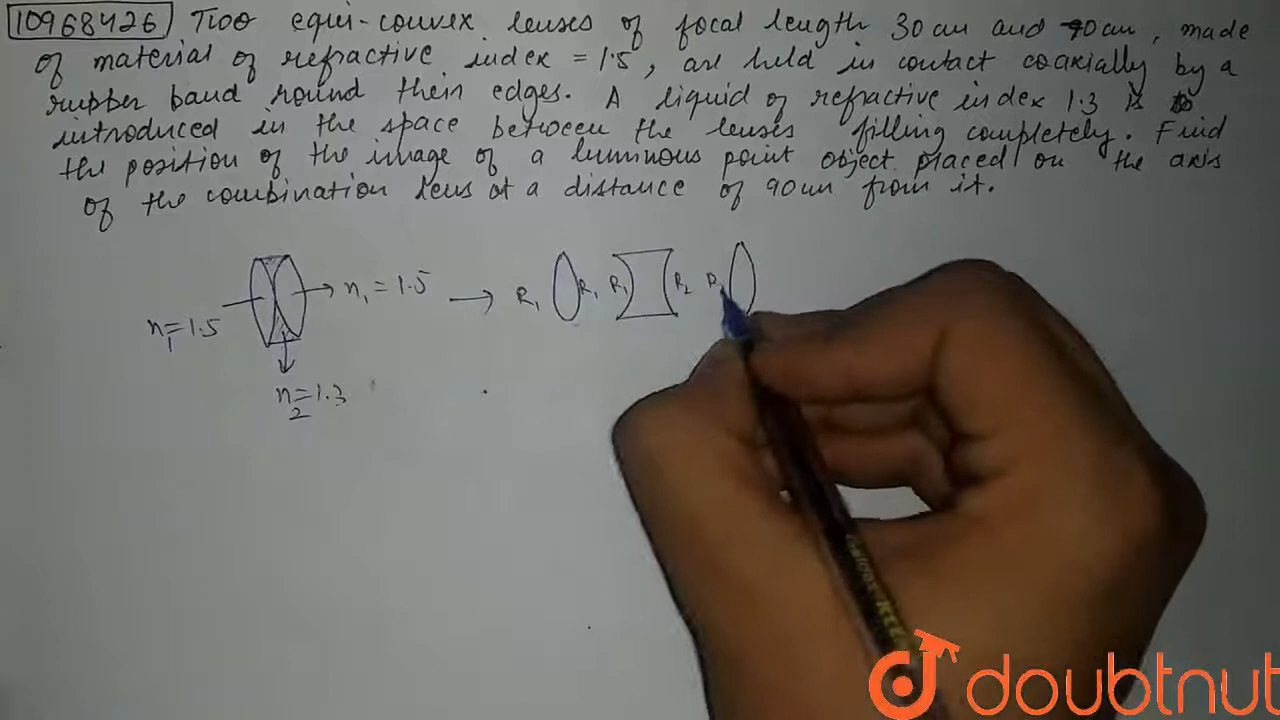 10968426 Two equi-convex lenses of focal length 30 cm and 70 cm, made
of material of refractive index = 1.5, are held in contact coaxially by a
rubber band round their edges. A liquid of refractive index 1.3 is
introduced in the space between the lenses filling completely. Find
the position of the image of a luminous point object placed on the axis
of the combination lens at a distance of 90 cm from it.
n₁=1.5
n₁ = 1.5
n₂=1.3
R₁ R₁ R₁ R₂ R₂
doubtnut